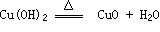 Cu(OH)₂ ≜ CuO + H₂O